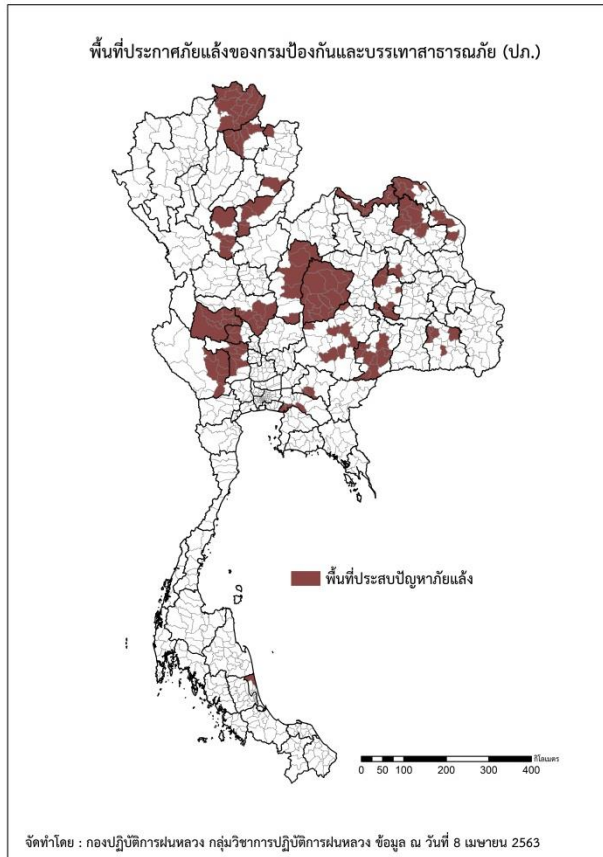 พื้นที่ประกาศภัยแล้งของกรมป้องกันและบรรเทาสาธารณภัย (ปภ.)
พื้นที่ประสบปัญหาภัยแล้ง
กิโลเมตร
0 50 100 200 300 400
จัดทำโดย : กองปฏิบัติการฝนหลวง กลุ่มวิชาการปฏิบัติการฝนหลวง ข้อมูล ณ วันที่ 8 เมษายน 2563